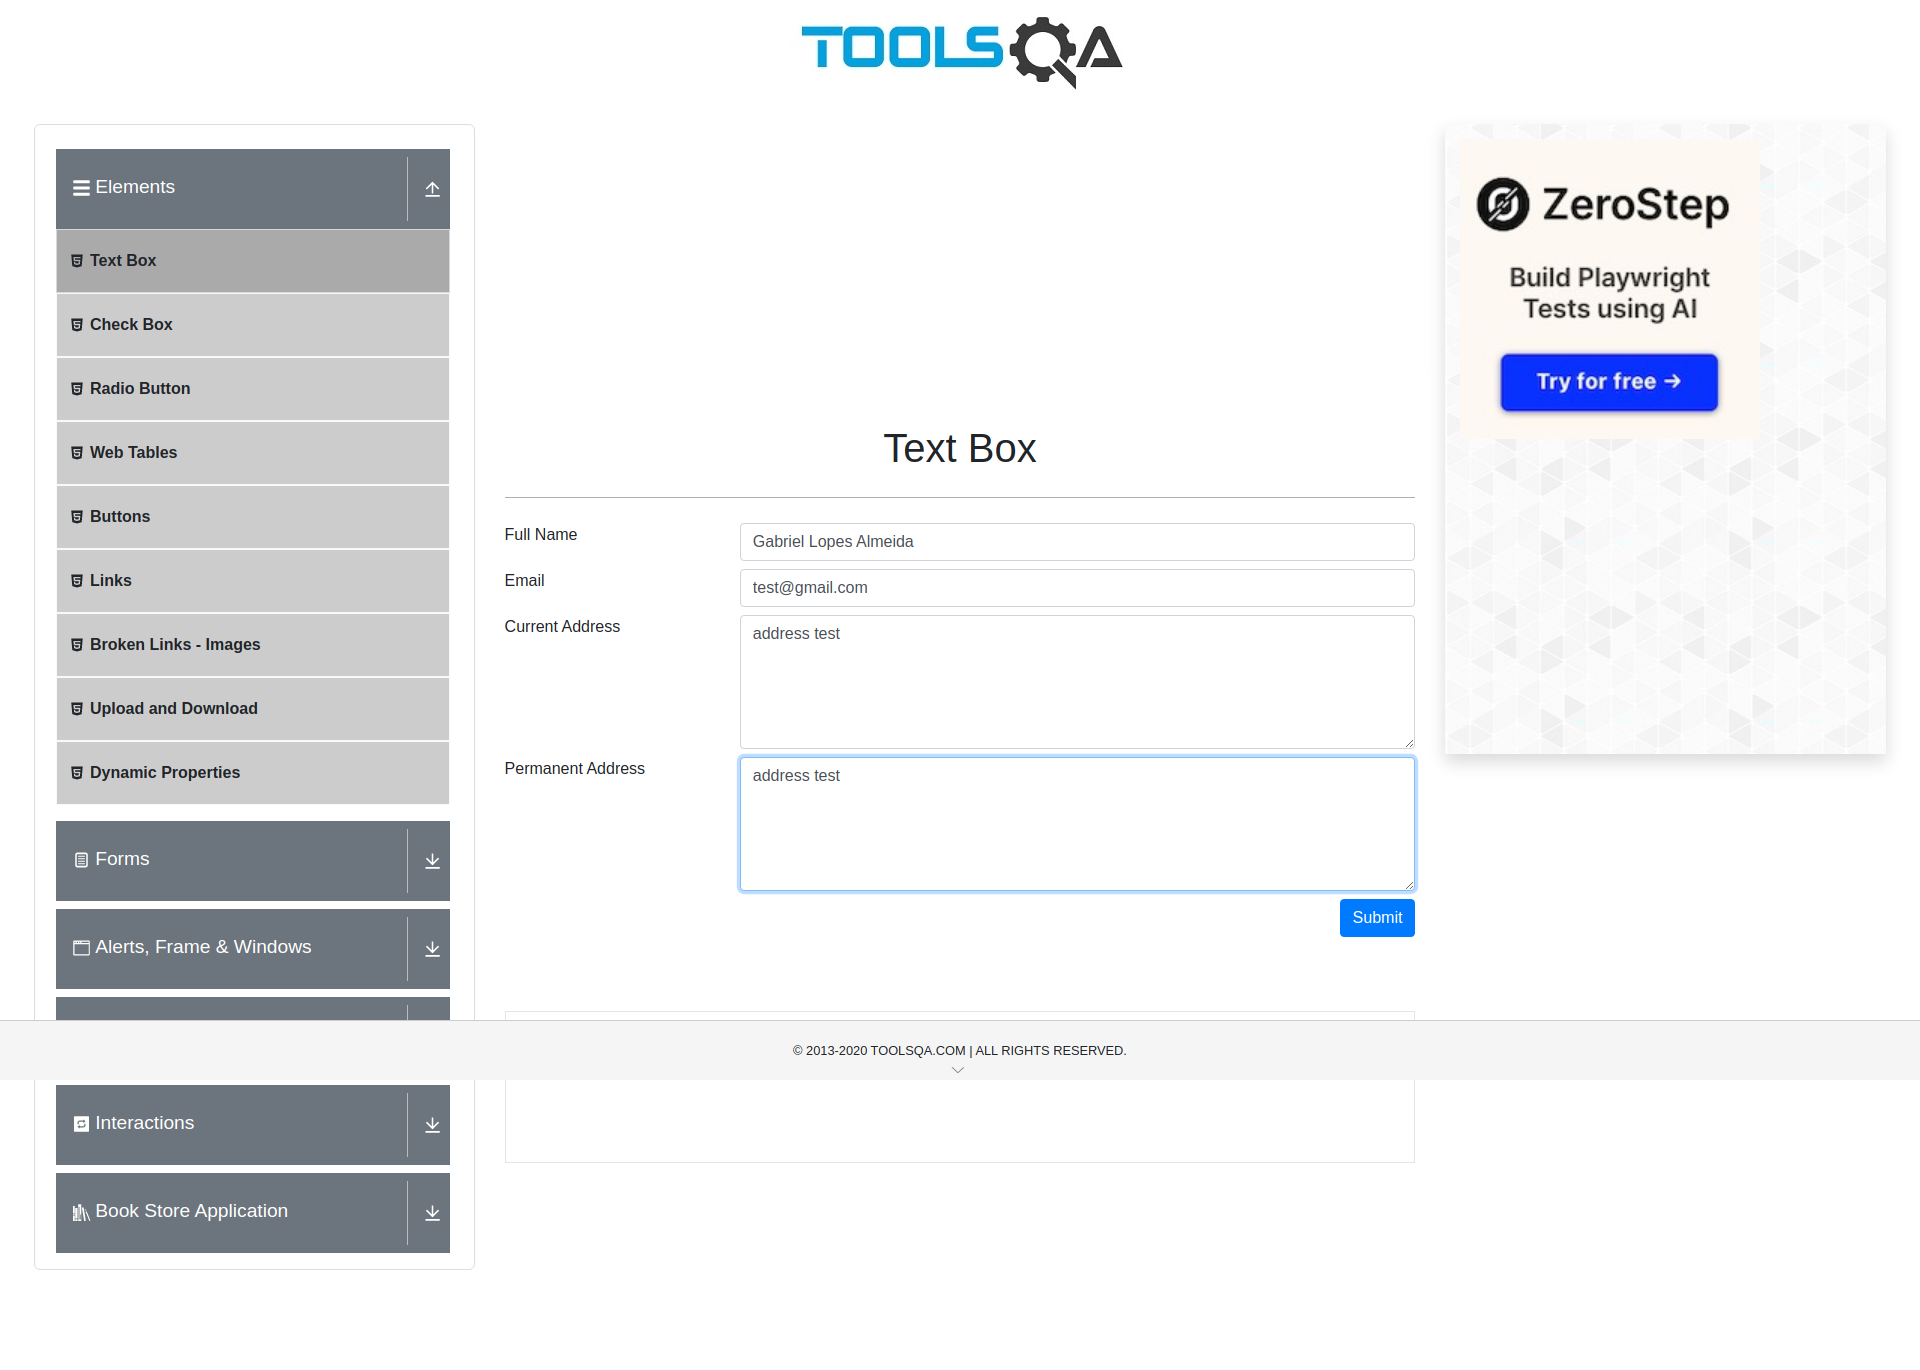 TOOLSQA
Elements
Text Box
Check Box
Radio Button
Web Tables
Buttons
Links
Broken Links - Images
Upload and Download
Dynamic Properties
Forms
Alerts, Frame & Windows
Interactions
Book Store Application
Text Box
Full Name
Gabriel Lopes Almeida
Email
test@gmail.com
Current Address
address test
Permanent Address
address test
Submit
ZeroStep
Build Playwright
Tests using AI
Try for free →
© 2013-2020 TOOLSQA.COM | ALL RIGHTS RESERVED.